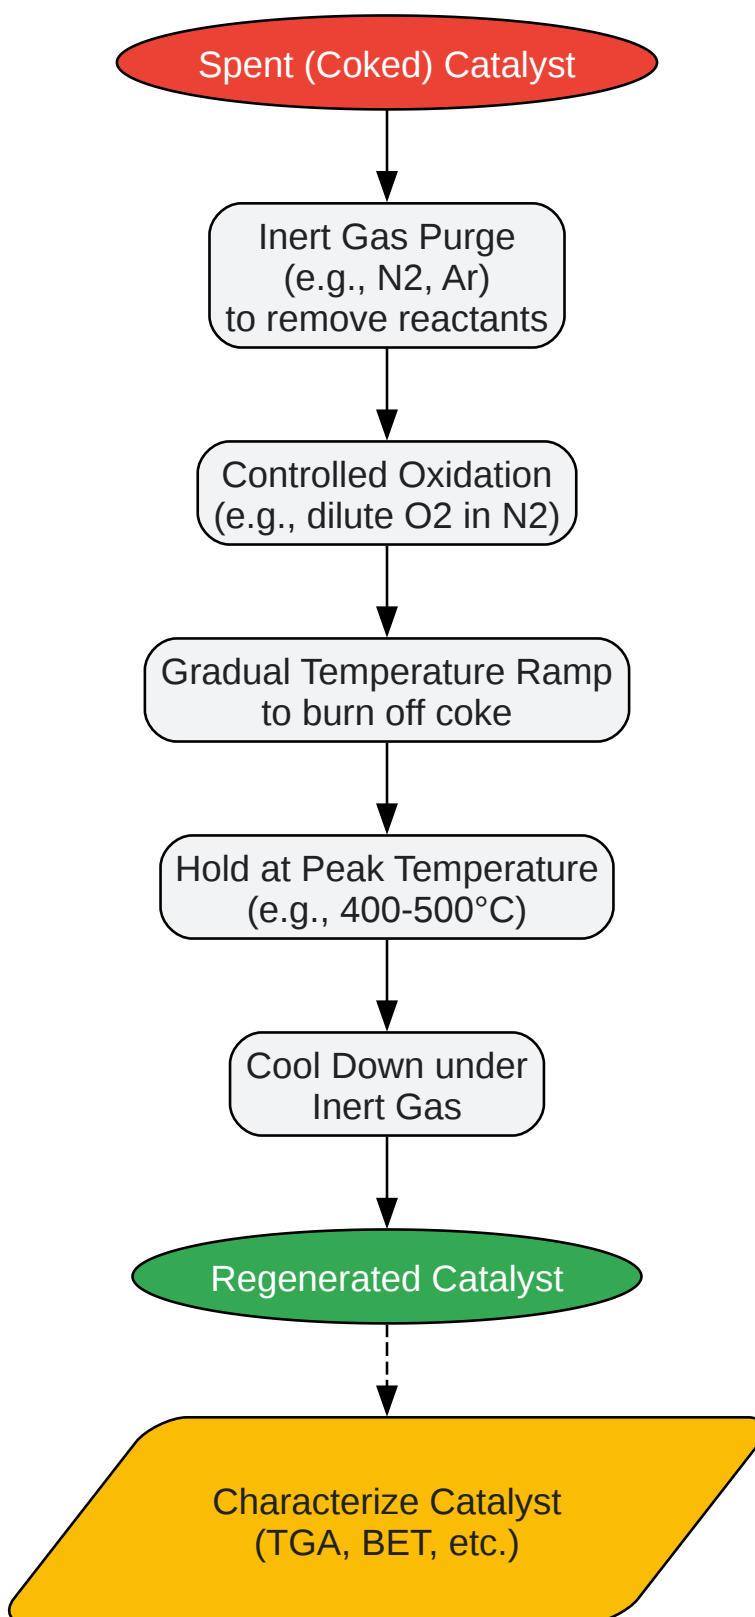 Spent (Coked) Catalyst
Inert Gas Purge
(e.g., N2, Ar)
to remove reactants
Controlled Oxidation
(e.g., dilute O2 in N2)
Gradual Temperature Ramp
to burn off coke
Hold at Peak Temperature
(e.g., 400-500°C)
Cool Down under
Inert Gas
Regenerated Catalyst
Characterize Catalyst
(TGA, BET, etc.)